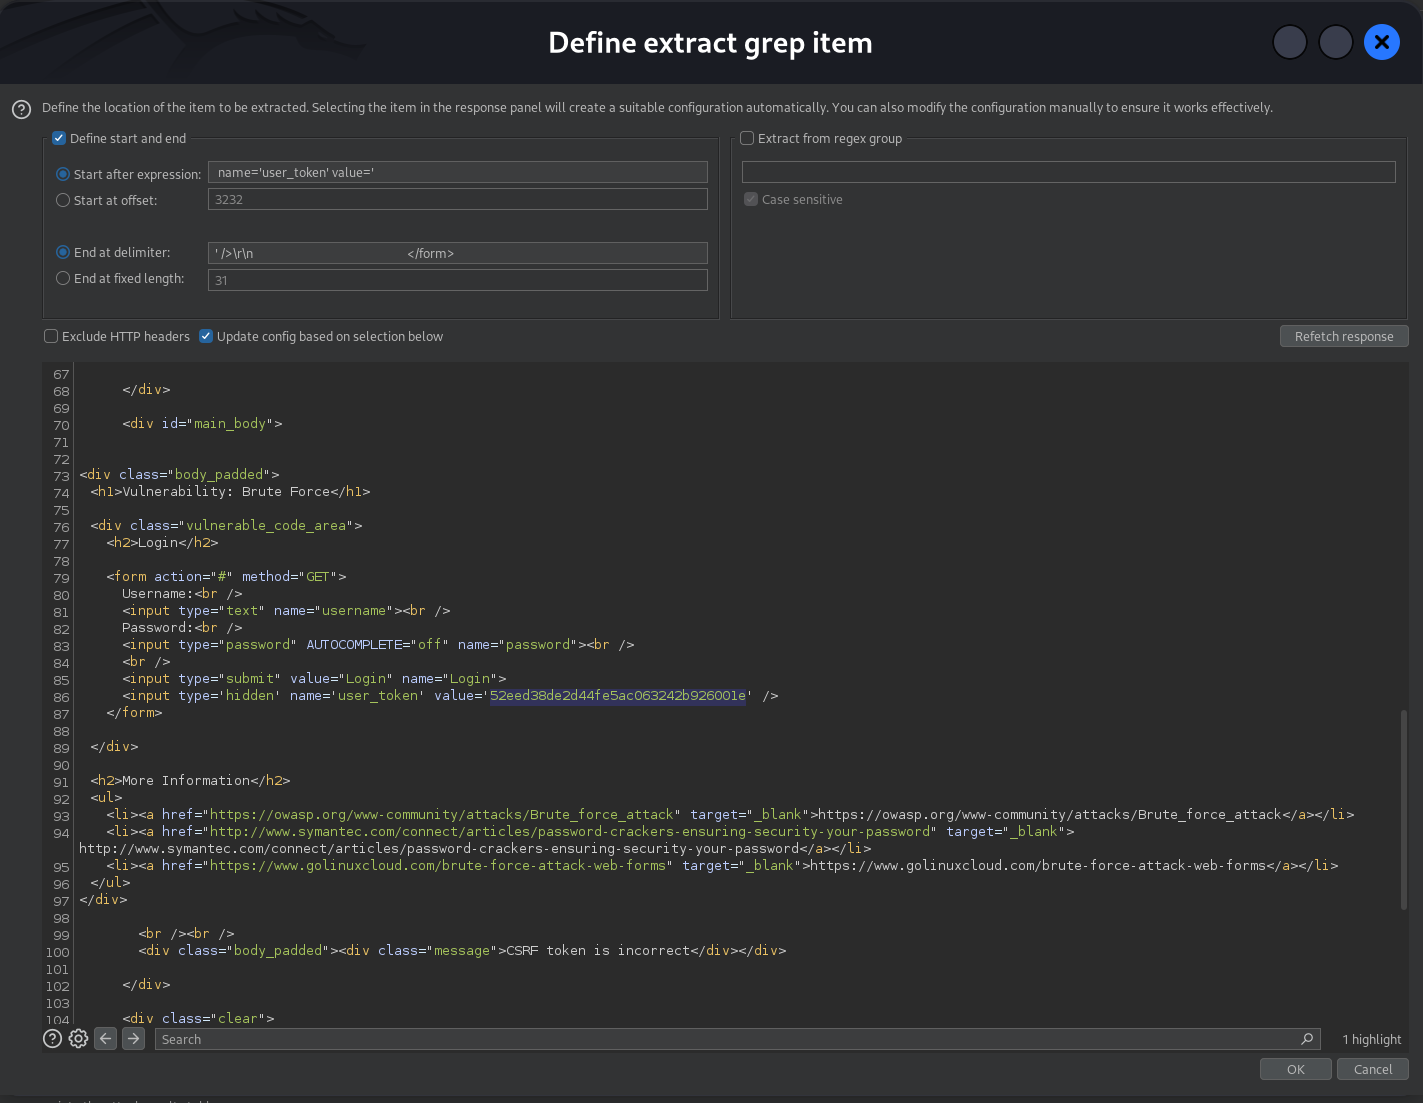 Define extract grep item
Define the location of the item to be extracted. Selecting the item in the response panel will create a suitable configuration automatically. You can also modify the configuration manually to ensure it works effectively.
Define start and end
Start after expression: name='user_token' value='
Start at offset: 3232
End at delimiter: ' />\r\n                                </form>
End at fixed length: 31
Extract from regex group
Case sensitive
Exclude HTTP headers Update config based on selection below Refetch response
67
68 </div>
69
70 <div id="main_body">
71
72
73 <div class="body_padded">
74 <h1>Vulnerability: Brute Force</h1>
75
76 <div class="vulnerable_code_area">
77 <h2>Login</h2>
78
79 <form action="#" method="GET">
80 Username:<br />
81 <input type="text" name="username"><br />
82 Password:<br />
83 <input type="password" AUTOCOMPLETE="off" name="password"><br />
84 <br />
85 <input type="submit" value="Login" name="Login">
86 <input type='hidden' name='user_token' value='52eed38de2d44fe5ac063242b926001e' />
87 </form>
88
89 </div>
90
91 <h2>More Information</h2>
92 <ul>
93 <li><a href="https://owasp.org/www-community/attacks/Brute_force_attack" target="_blank">https://owasp.org/www-community/attacks/Brute_force_attack</a></li>
94 <li><a href="http://www.symantec.com/connect/articles/password-crackers-ensuring-security-your-password" target="_blank">
http://www.symantec.com/connect/articles/password-crackers-ensuring-security-your-password</a></li>
95 <li><a href="https://www.golinuxcloud.com/brute-force-attack-web-forms" target="_blank">https://www.golinuxcloud.com/brute-force-attack-web-forms</a></li>
96 </ul>
97 </div>
98
99 <br /><br />
100 <div class="body_padded"><div class="message">CSRF token is incorrect</div></div>
101
102 </div>
103
104 <div class="clear">
Search 1 highlight
OK Cancel